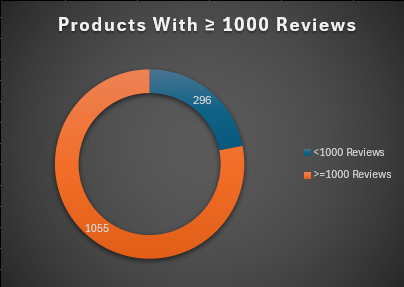 Products With ≥ 1000 Reviews
296
<1000 Reviews
>=1000 Reviews
1055